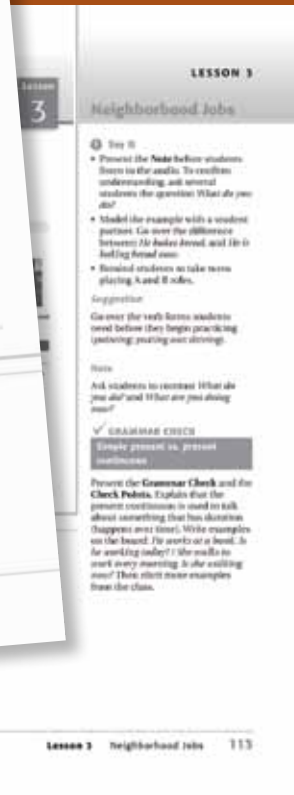 LESSON 3
Lesson
3
Neighborhood Jobs
Say It
• Present the Note before students
listen to the audio. To confirm
understanding, ask several
students the question What do you
do?
• Model the example with a student
partner. Go over the difference
between He bakes bread. and He is
baking bread now.
• Remind students to take turns
playing A and B roles.
Suggestion
Go over the verb forms students
need before they begin practicing
Note
Ask students to contrast What do
you do? and What are you doing
now?
✓ GRAMMAR CHECK
Simple present vs. present
continuous
Present the Grammar Check and the
Check Points. Explain that the
present continuous is used to talk
about something that has duration
(happens over time). Write examples
on the board: He works at a bank. Is
he working today? / She walks to
work every morning. Is she walking
now? Then elicit more examples
from the class.
Lesson 3 Neighborhood Jobs 113